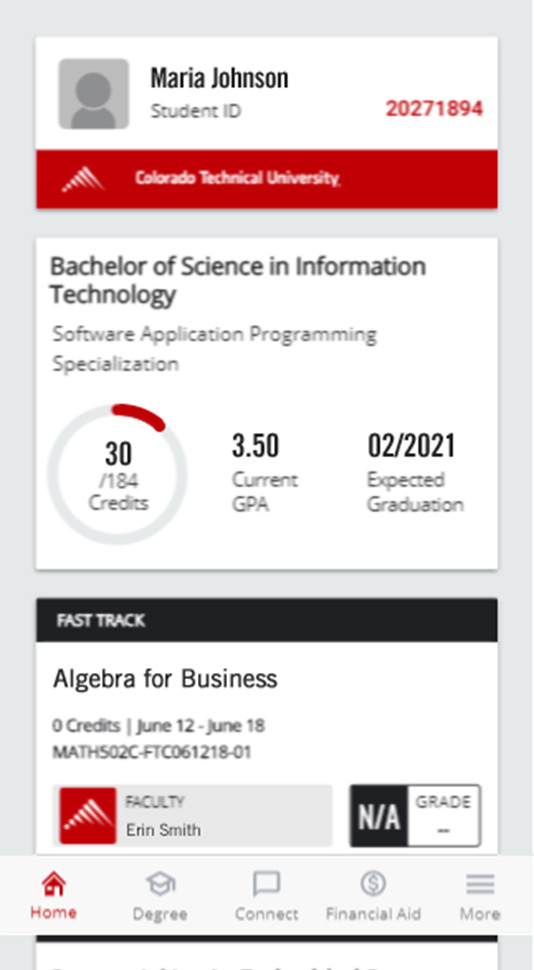 Maria Johnson
Student ID
20271894
Colorado Technical University
Bachelor of Science in Information
Technology
Software Application Programming
Specialization
30
/184
Credits
3.50
Current
GPA
02/2021
Expected
Graduation
FAST TRACK
Algebra for Business
0 Credits | June 12 - June 18
MATH502C-FTC061218-01
FACULTY
Erin Smith
N/A
GRADE
--
Home
Degree
Connect
Financial Aid
More